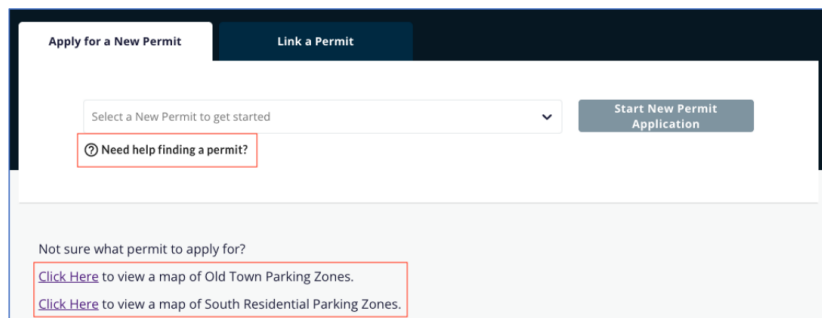 Apply for a New Permit
Link a Permit
Select a New Permit to get started
Start New Permit
Application
Need help finding a permit?
Not sure what permit to apply for?
Click Here to view a map of Old Town Parking Zones.
Click Here to view a map of South Residential Parking Zones.